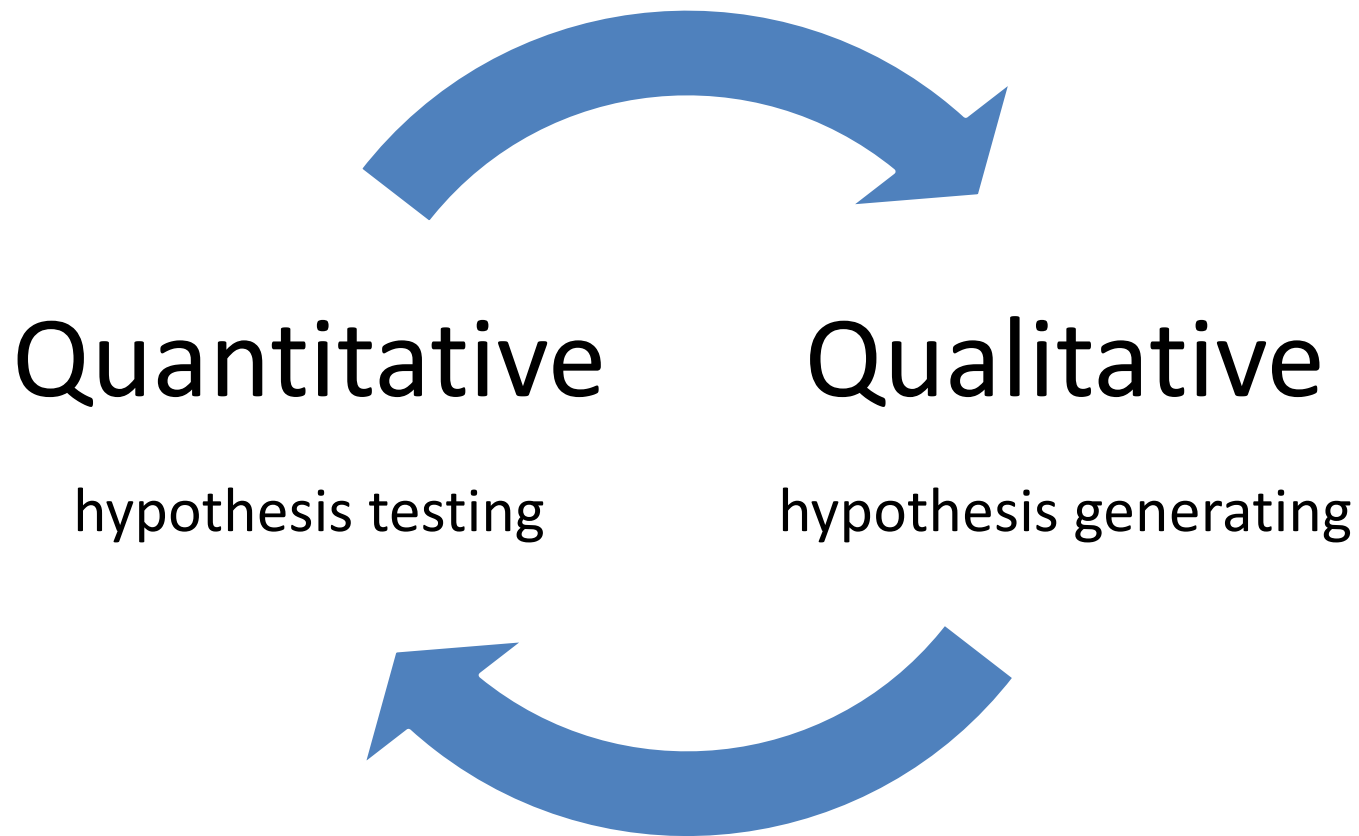 Quantitative
hypothesis testing
Qualitative
hypothesis generating